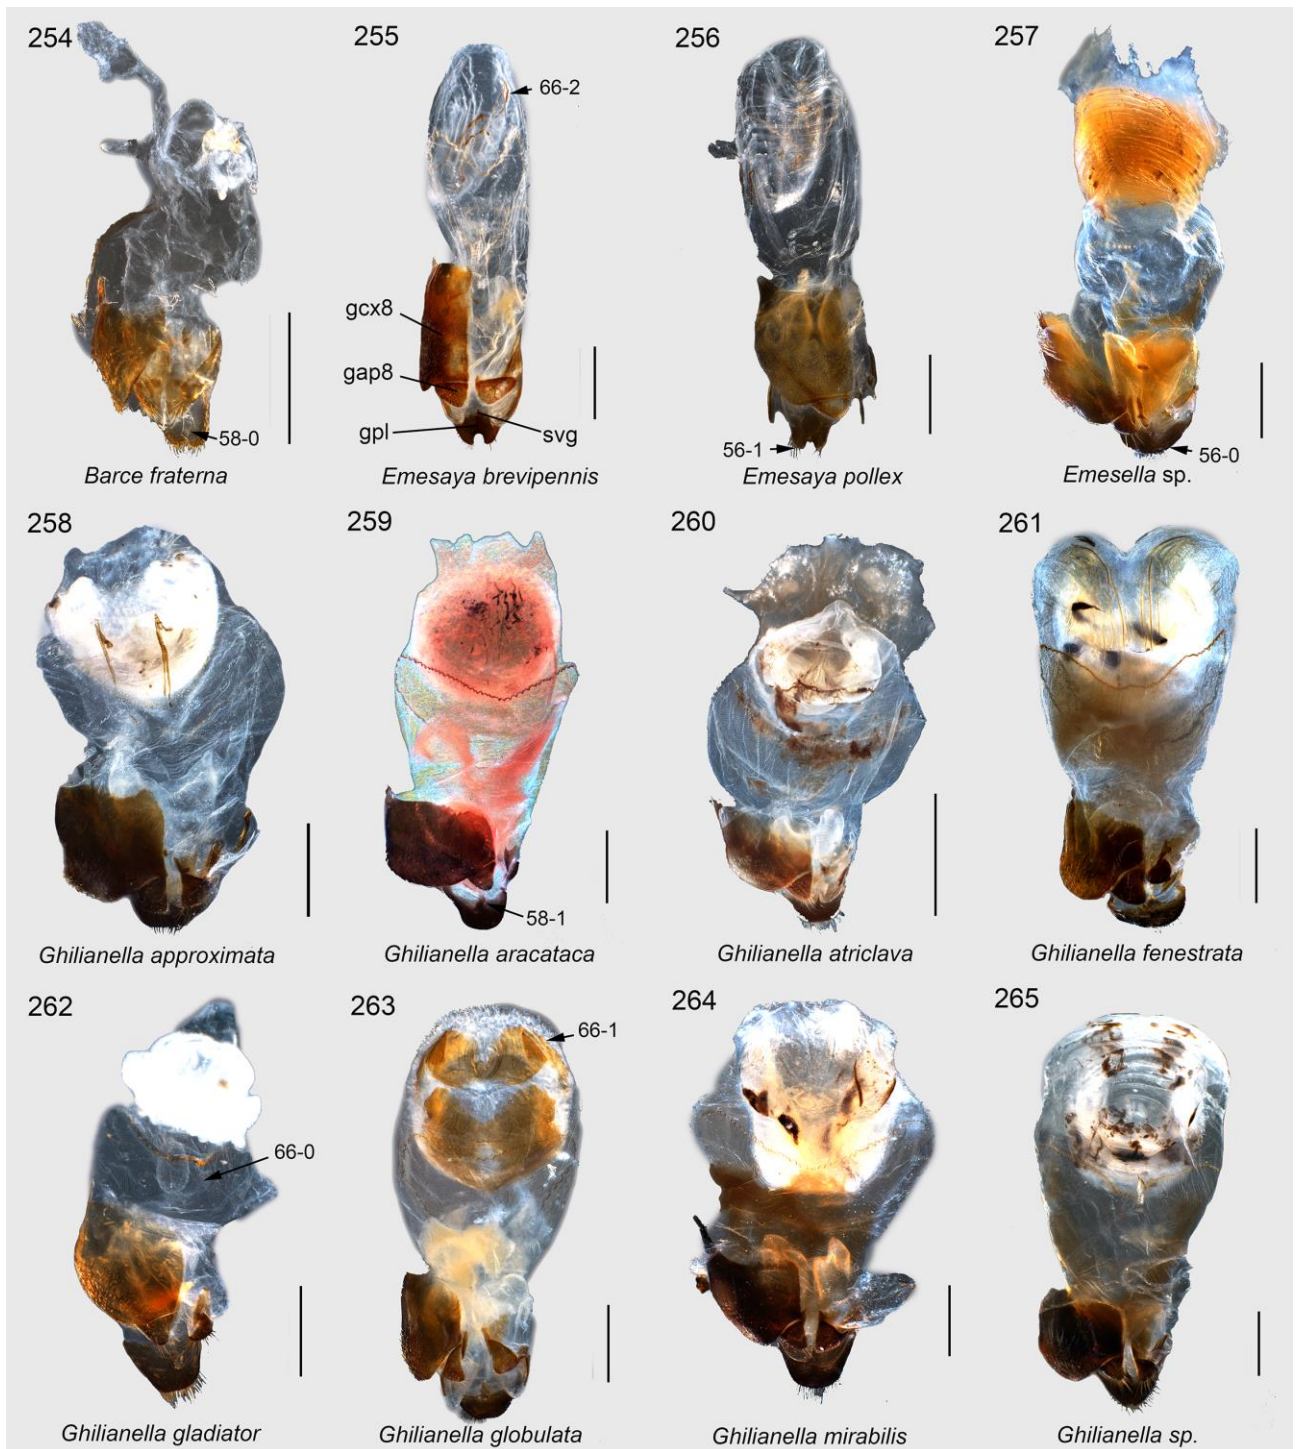 254
255
256
257
66-2
gcx8
gap8
gpl
svg
58-0
56-1
56-0
Barce fraterna
Emesaya brevipennis
Emesaya pollex
Emesella sp.
258
259
260
261
58-1
Ghilianella approximata
Ghilianella aracataca
Ghilianella atriclava
Ghilianella fenestrata
262
263
264
265
66-1
66-0
Ghilianella gladiator
Ghilianella globulata
Ghilianella mirabilis
Ghilianella sp.